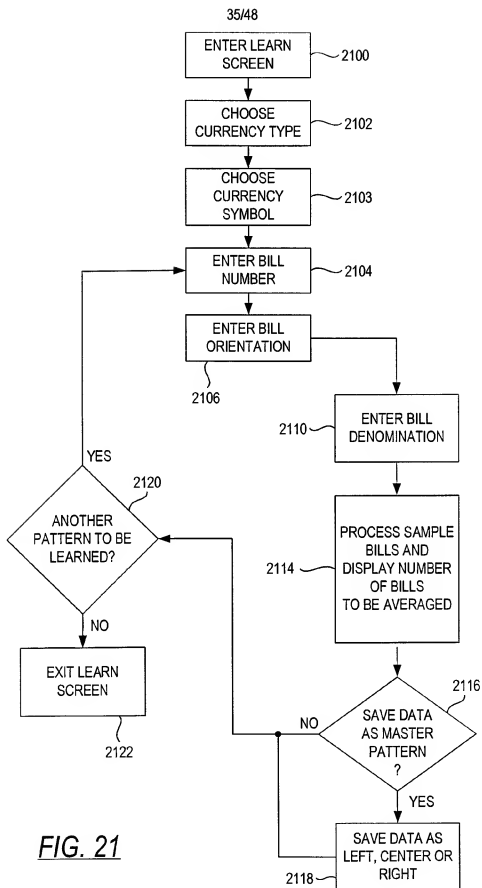 35/48
ENTER LEARN
SCREEN
2100
CHOOSE
CURRENCY TYPE
2102
CHOOSE
CURRENCY
SYMBOL
2103
ENTER BILL
NUMBER
2104
ENTER BILL
ORIENTATION
2106
ENTER BILL
DENOMINATION
2110
PROCESS SAMPLE
BILLS AND
DISPLAY NUMBER
OF BILLS
TO BE AVERAGED
2114
SAVE DATA
AS MASTER
PATTERN
?
2116
NO
YES
SAVE DATA AS
LEFT, CENTER OR
RIGHT
2118
ANOTHER
PATTERN TO BE
LEARNED?
2120
YES
NO
EXIT LEARN
SCREEN
2122
FIG. 21